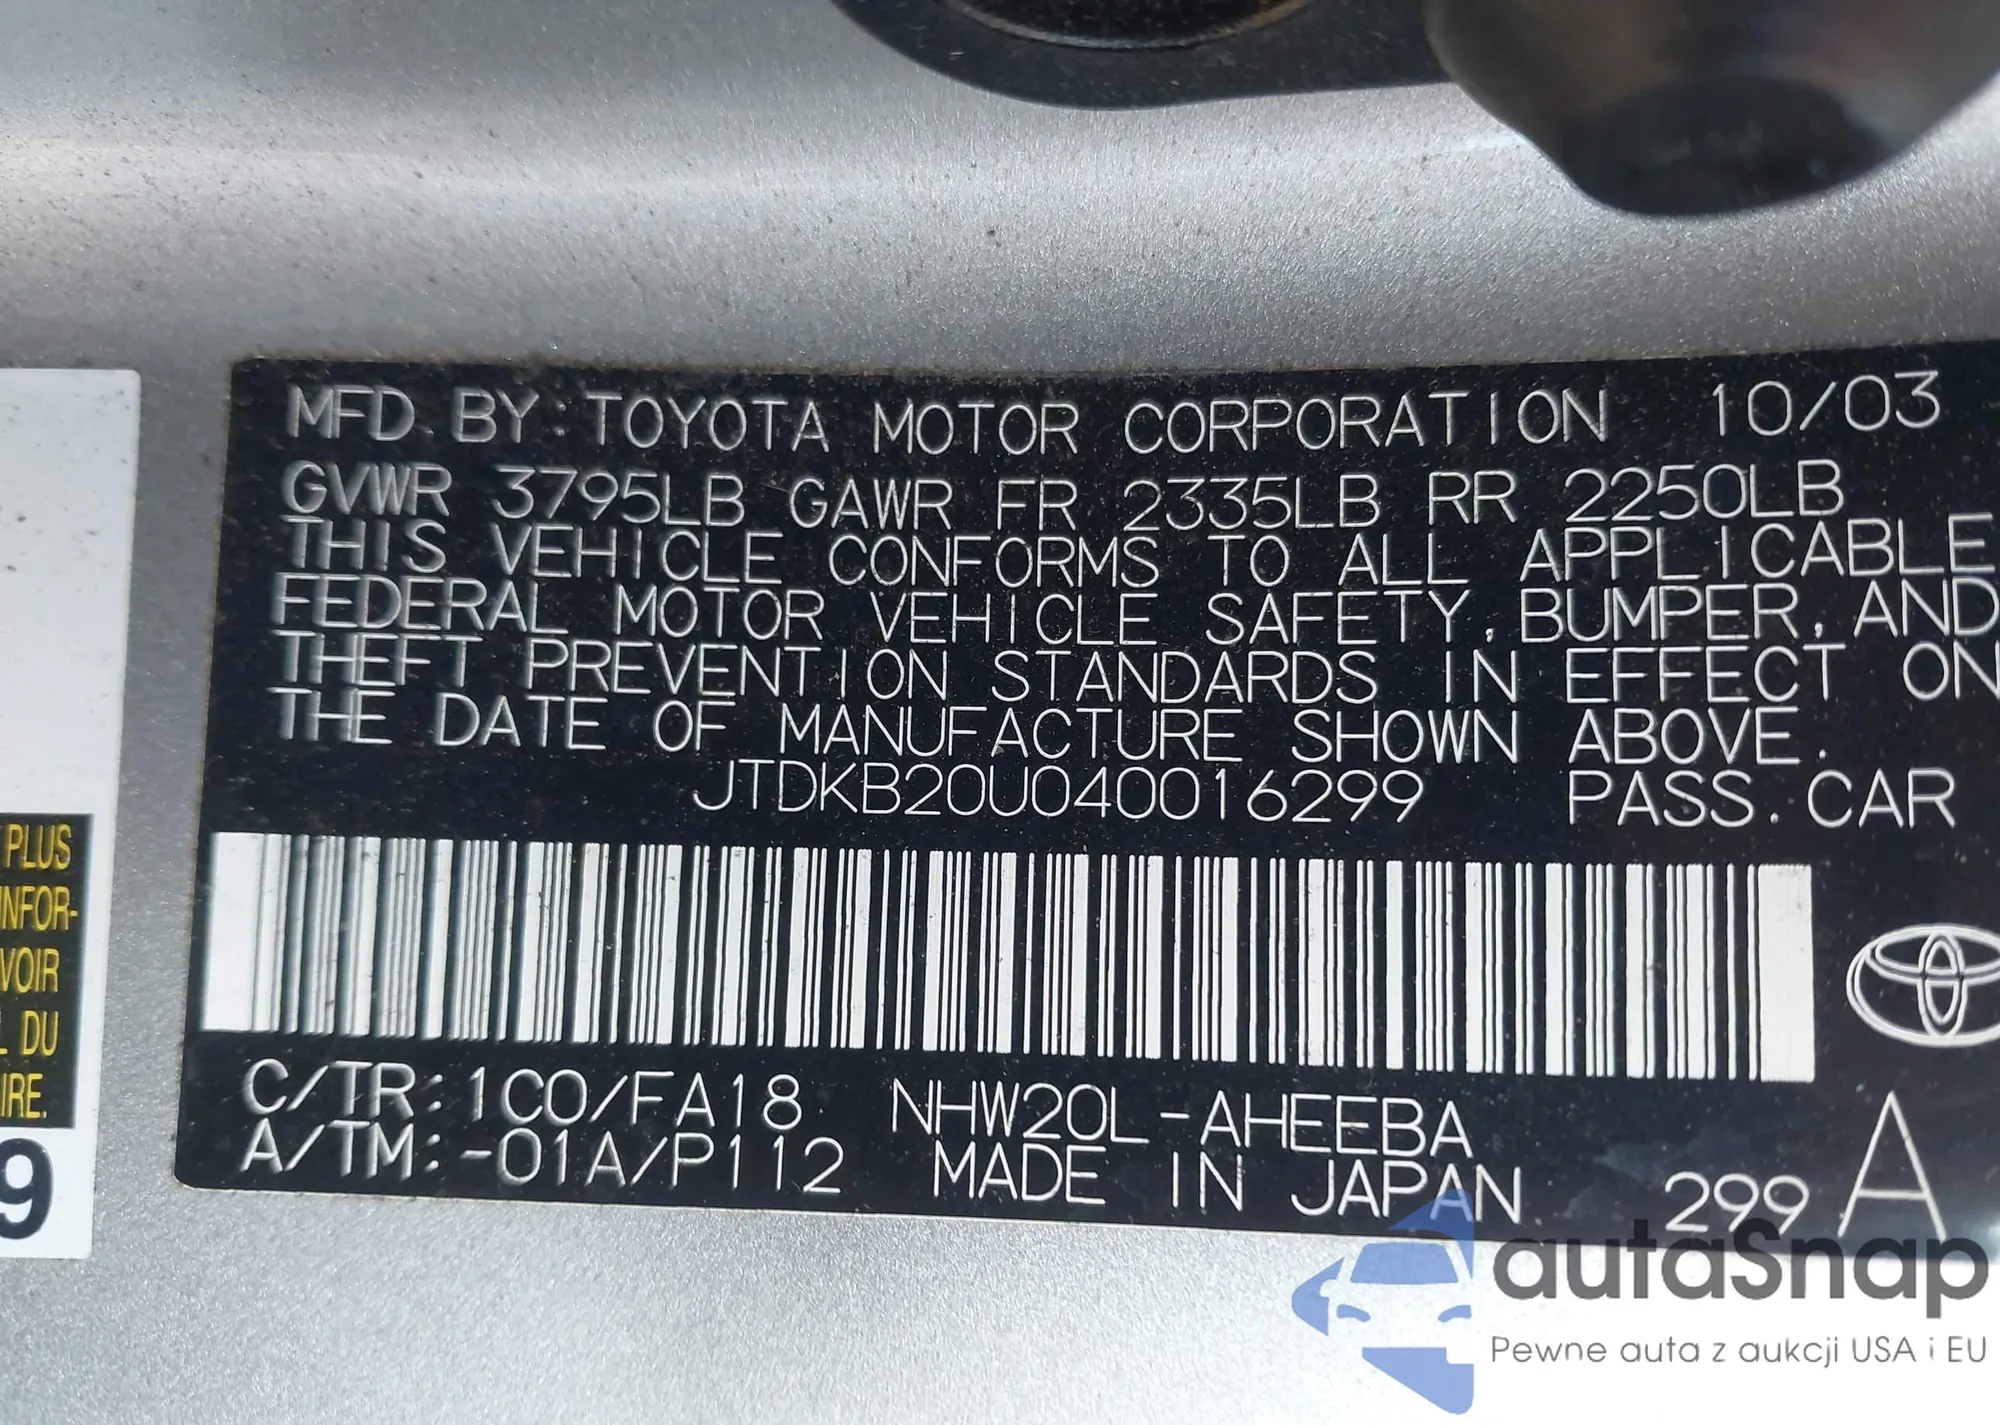 MFD. BY: TOYOTA MOTOR CORPORATION 10/03
GVWR 3795LB GAWR FR 2335LB RR 2250LB
THIS VEHICLE CONFORMS TO ALL APPLICABLE
FEDERAL MOTOR VEHICLE SAFETY, BUMPER, AND
THEFT PREVENTION STANDARDS IN EFFECT ON
THE DATE OF MANUFACTURE SHOWN ABOVE.
JTDKB20U040016299 PASS. CAR
C/TR: 1C0/FA18 NHW20L-AHEEBA
A/TM: -01A/P112 MADE IN JAPAN 299 A
PLUS
INFOR-
VOIR
DU
IRE.
9
autaSnap
Pewne auta z aukcji USA i EU